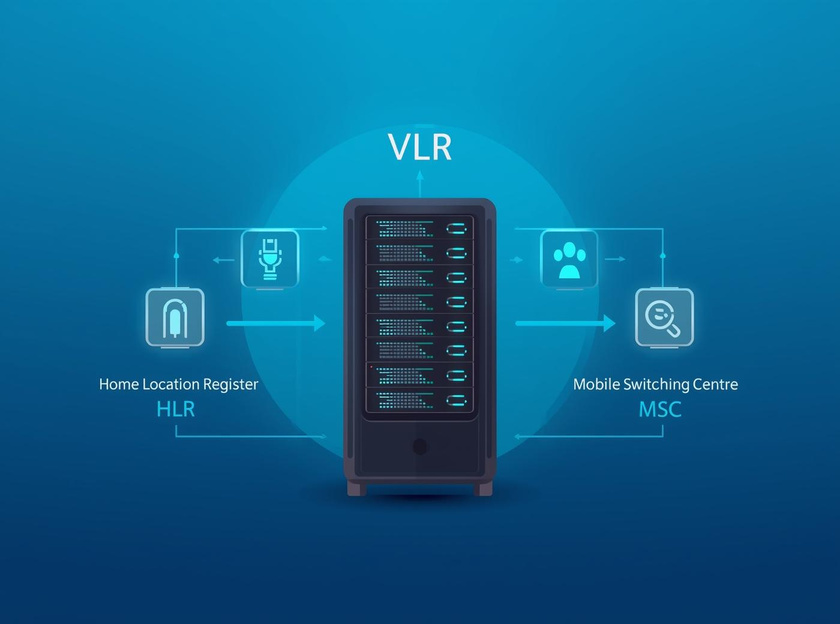 VLR
Home Location Register
HLR
Mobile Switching Centre
MSC